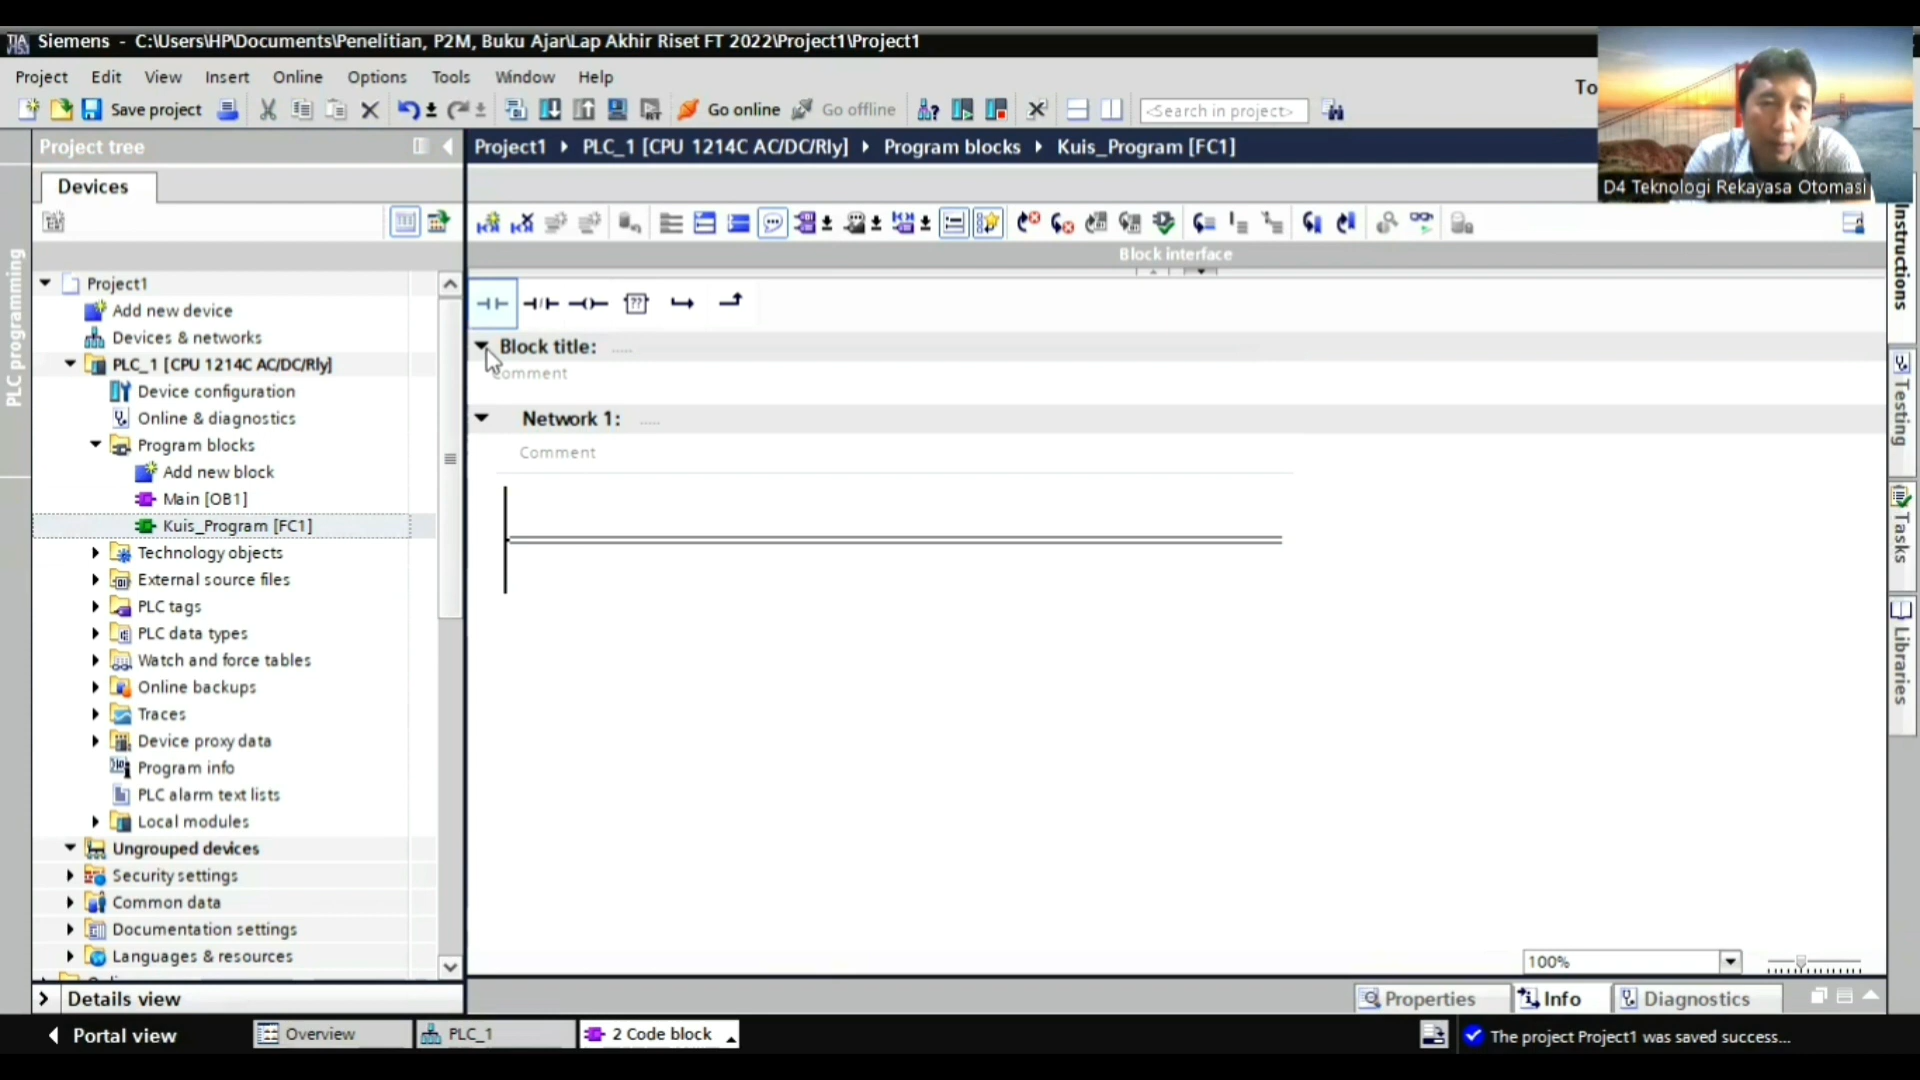 Siemens - C:\Users\HP\Documents\Penelitian, P2M, Buku Ajar\Lap Akhir Riset FT 2022\Project1\Project1
Project Edit View Insert Online Options Tools Window Help
To
Save project Go online Go offline <Search in project>
D4 Teknologi Rekayasa Otomasi
Project tree
Project1 PLC_1 [CPU 1214C AC/DC/Rly] Program blocks Kuis_Program [FC1]
Devices
Block interface
PLC programming
Project1
Add new device
Devices & networks
PLC_1 [CPU 1214C AC/DC/Rly]
Device configuration
Online & diagnostics
Program blocks
Add new block
Main [OB1]
Kuis_Program [FC1]
Technology objects
External source files
PLC tags
PLC data types
Watch and force tables
Online backups
Traces
Device proxy data
Program info
PLC alarm text lists
Local modules
Ungrouped devices
Security settings
Common data
Documentation settings
Languages & resources
Details view
??
Block title: .....
Comment
Network 1: .....
Comment
100%
Instructions
Testing
Tasks
Libraries
Properties Info Diagnostics
Portal view Overview PLC_1 2 Code block The project Project1 was saved success...